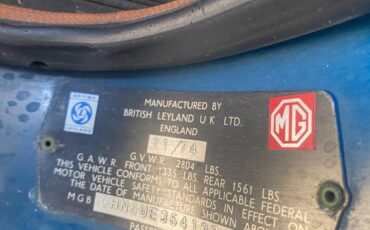 BRITISH
LEYLAND
MANUFACTURED BY
BRITISH LEYLAND U K LTD.
ENGLAND
11/74
MG
G.V.W.R 2804 LBS.
G.A.W.R FRONT 1335 LBS. REAR 1561 LBS
THIS VEHICLE CONFORMS TO ALL APPLICABLE FEDERAL
MOTOR VEHICLE SAFETY STANDARDS IN EFFECT ON
THE DATE OF MANUFACTURE SHOWN ABOVE
MGB